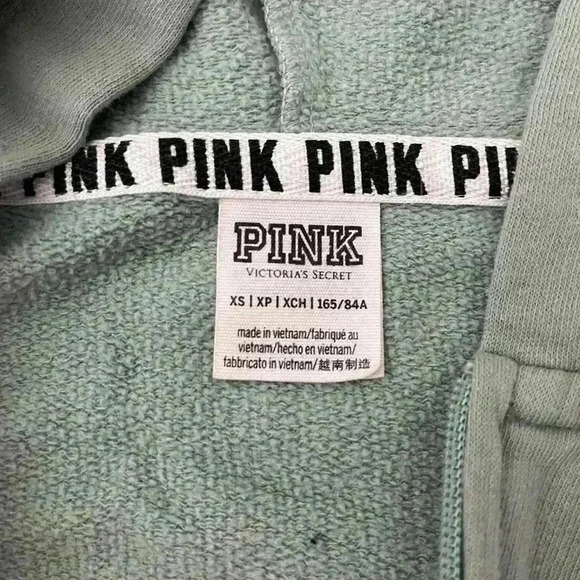 PINK PINK PINK PI
PINK
VICTORIA'S SECRET
XS | XP | XCH | 165/84A
made in vietnam/fabriqué au
vietnam/hecho en vietnam/
fabbricato in vietnam/越南制造